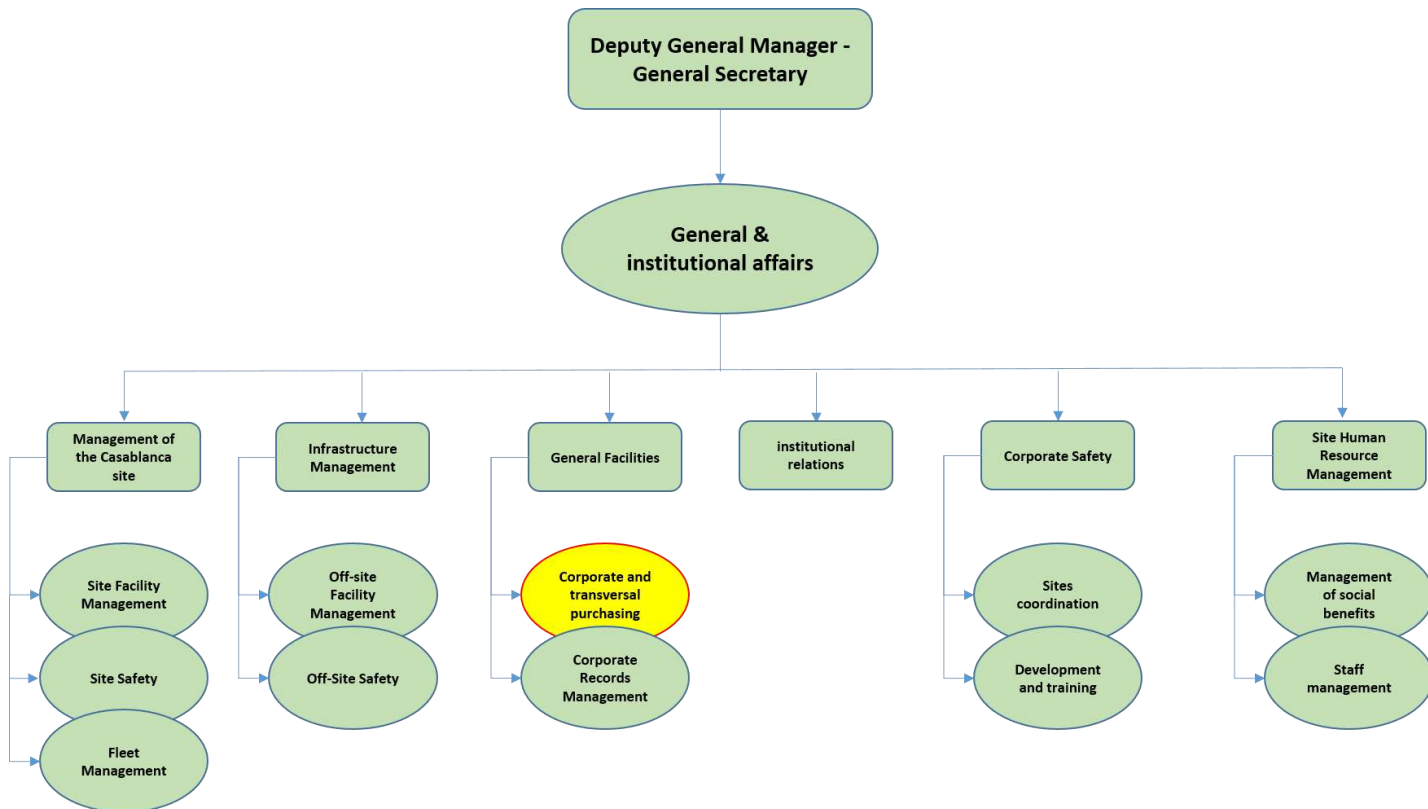 Deputy General Manager -
General Secretary
General &
institutional affairs
Management of
the Casablanca
site
Infrastructure
Management
General Facilities
institutional
relations
Corporate Safety
Site Human
Resource
Management
Site Facility
Management
Off-site
Facility
Management
Corporate and
transversal
purchasing
Sites
coordination
Management
of social
benefits
Site Safety
Off-Site Safety
Corporate
Records
Management
Development
and training
Staff
management
Fleet
Management